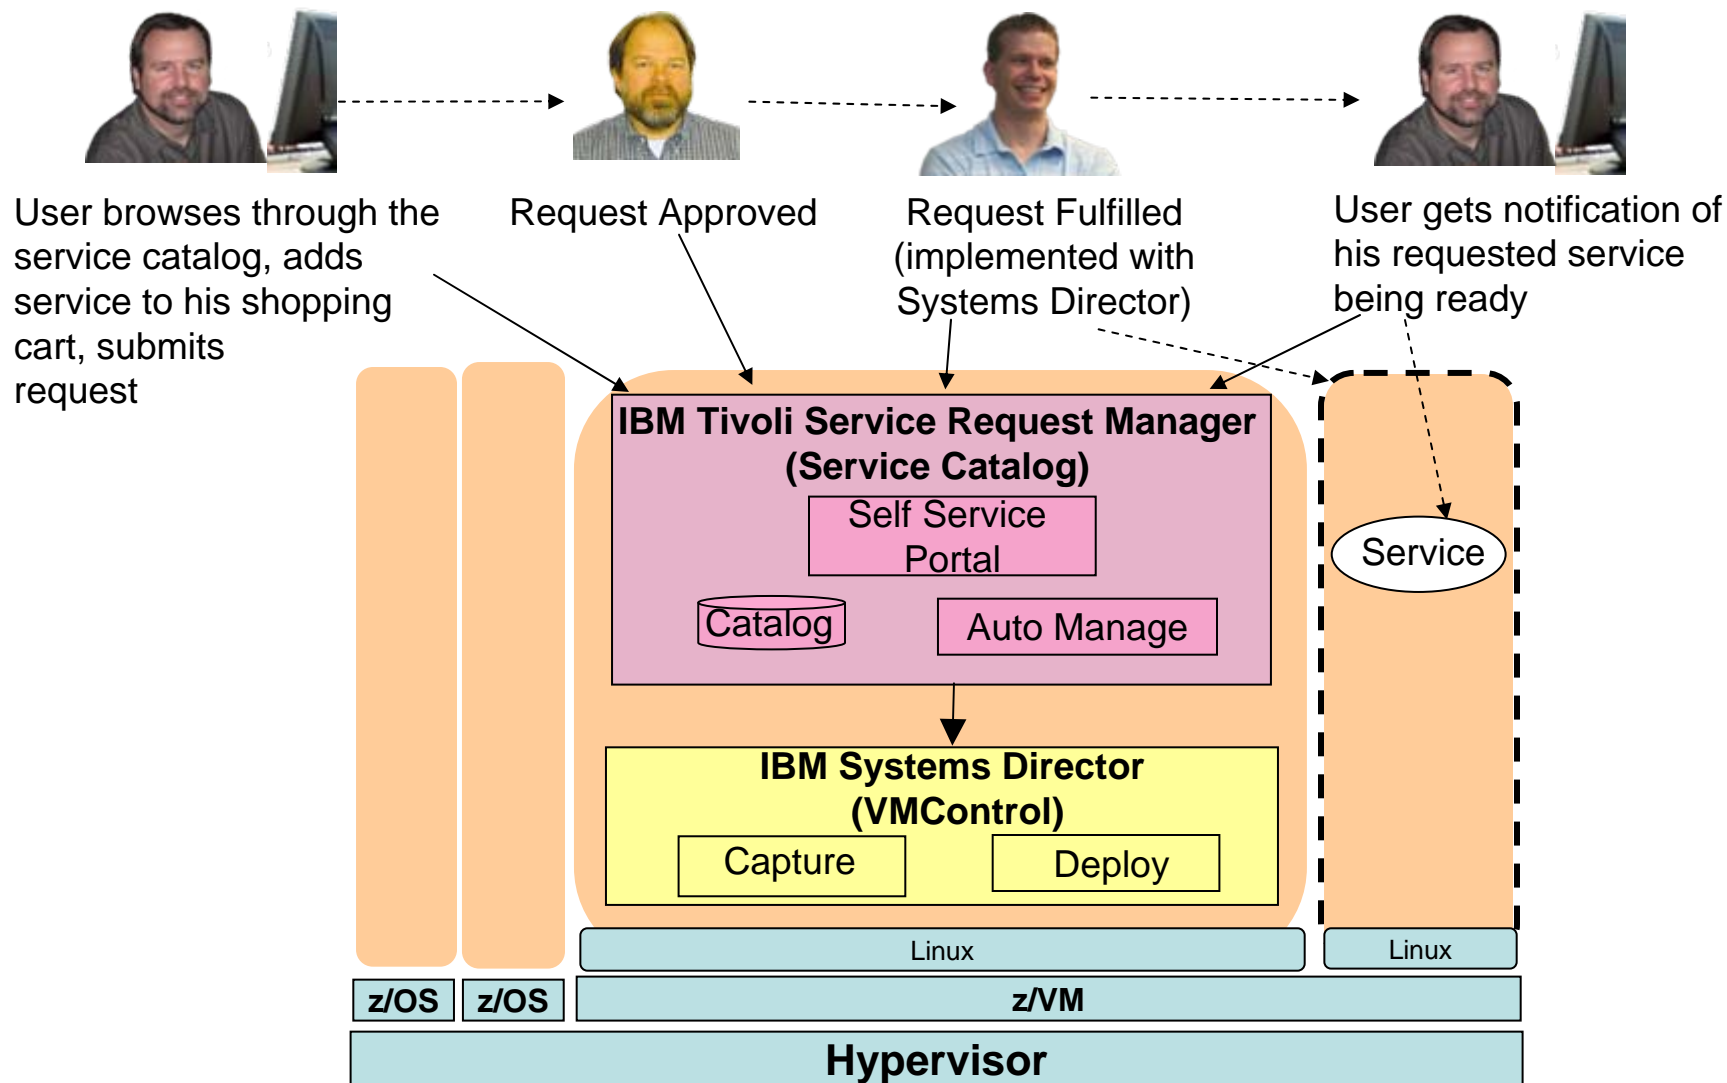 User browses through the
service catalog, adds
service to his shopping
cart, submits
request
Request Approved
Request Fulfilled
(implemented with
Systems Director)
User gets notification of
his requested service
being ready
IBM Tivoli Service Request Manager
(Service Catalog)
Self Service
Portal
Catalog
Auto Manage
Service
IBM Systems Director
(VMControl)
Capture
Deploy
Linux
Linux
z/OS
z/OS
z/VM
Hypervisor